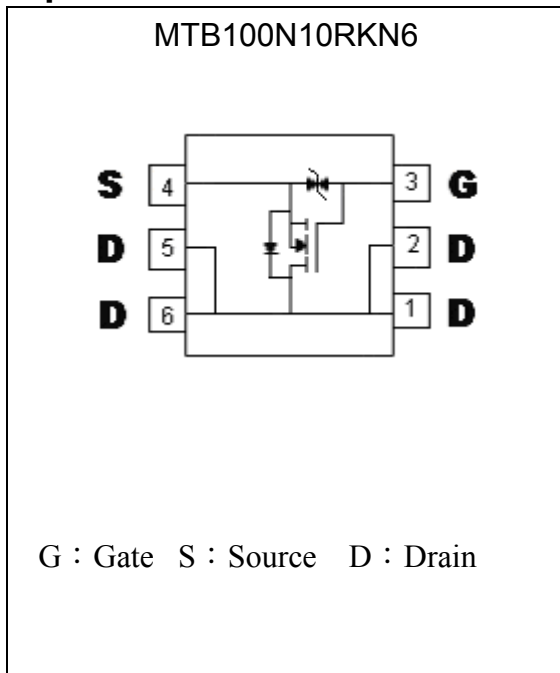 MTB100N10RKN6
S 4 3 G
D 5 2 D
D 6 1 D
G：Gate S：Source D：Drain